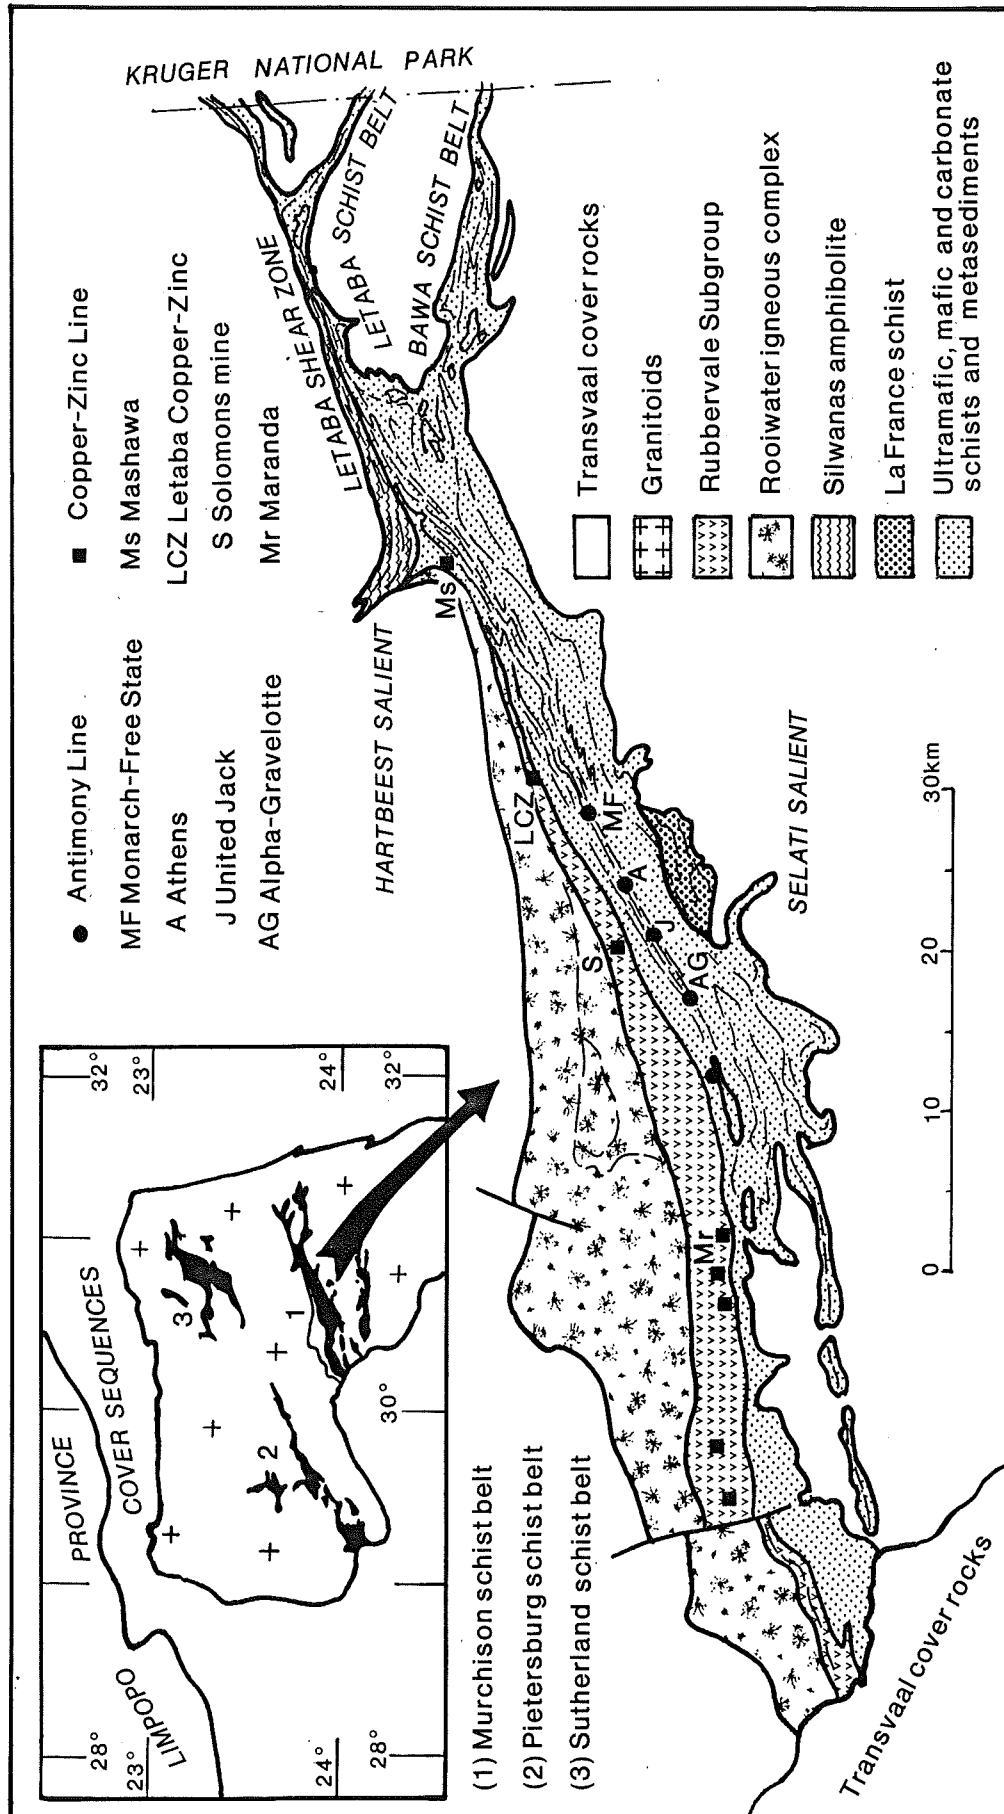 PROVINCE
LIMPOPO
COVER SEQUENCES
28°
23°
32°
23°
24°
28°
30°
24°
32°
1
2
3
(1) Murchison schist belt
(2) Pietersburg schist belt
(3) Sutherland schist belt
● Antimony Line
MF Monarch-Free State
A Athens
J United Jack
AG Alpha-Gravelotte
■ Copper-Zinc Line
Ms Mashawa
LCZ Letaba Copper-Zinc
S Solomons mine
Mr Maranda
KRUGER NATIONAL PARK
LETABA SHEAR ZONE
LETABA SCHIST BELT
LETABA SCHIST BELT
BAWA SCHIST BELT
HARTBEEST SALIENT
SELATI SALIENT
Ms
LCZ
MF
A
S
J
AG
Mr
Transvaal cover rocks
0
10
20
30km
Transvaal cover rocks
Granitoids
Rubbervale Subgroup
Rooiwater igneous complex
Silwanas amphibolite
La France schist
Ultramafic, mafic and carbonate
schists and metasediments